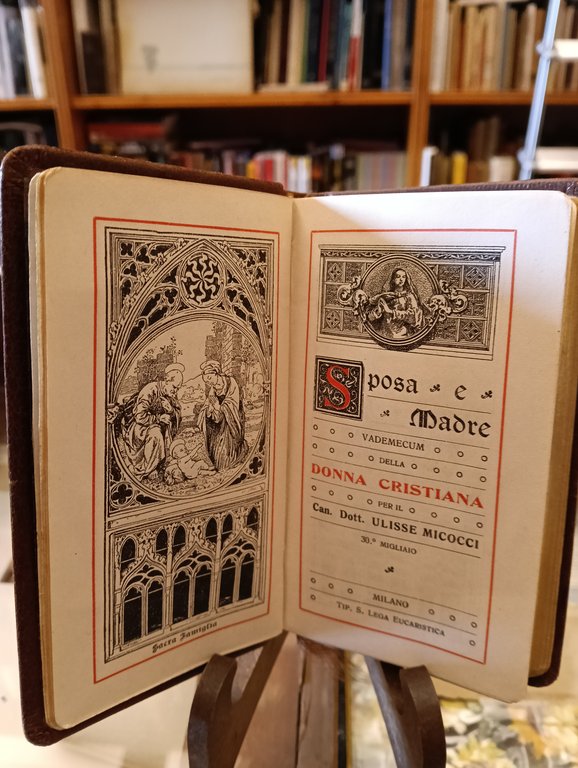 Sacra Famiglia
Sposa e
Madre
VADEMECUM
DELLA
DONNA CRISTIANA
PER IL
Can. Dott. ULISSE MICOCCI
30.º MIGLIAIO
MILANO
TIP. S. LEGA EUCARISTICA